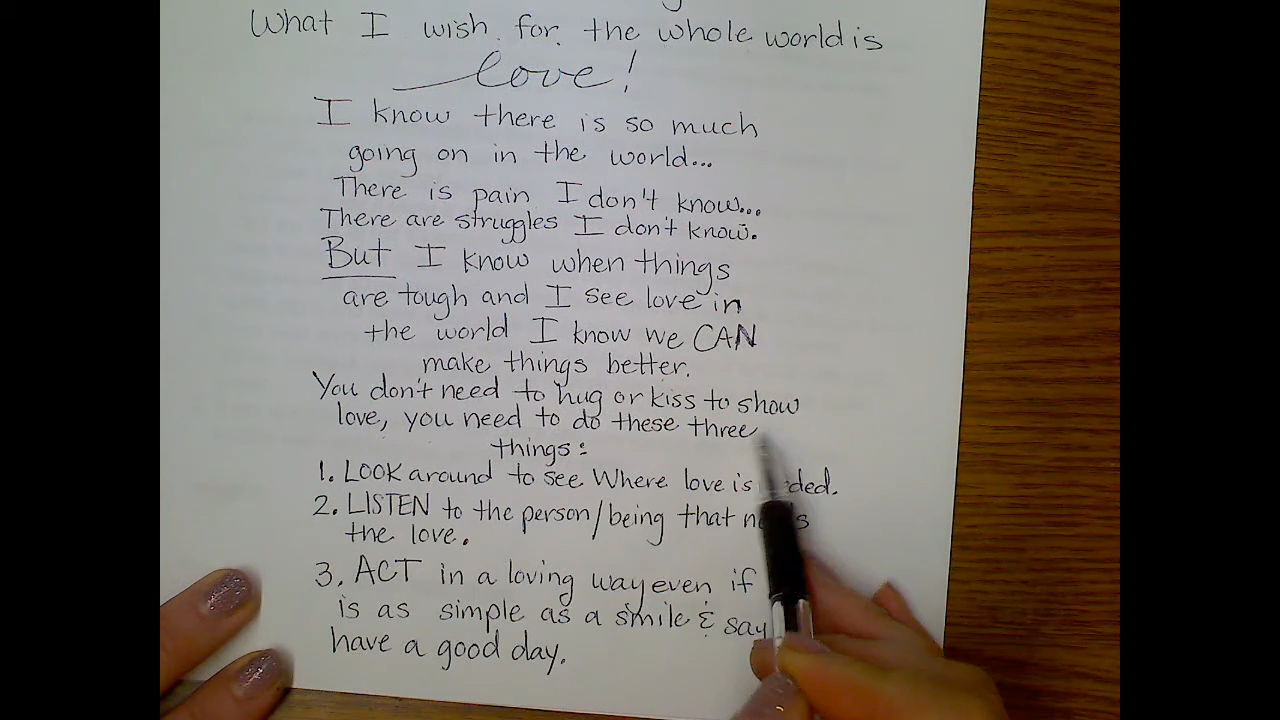 What I wish for the whole world is
love!
I know there is so much
going on in the world...
There is pain I don't know...
There are struggles I don't know.
But I know when things
are tough and I see love in
the world I know we CAN
make things better.
You don't need to hug or kiss to show
love, you need to do these three
things:
1. LOOK around to see Where love is
2. LISTEN to the person/being that
the love.
3. ACT in a loving way even if
is as simple as a smile & say
have a good day.